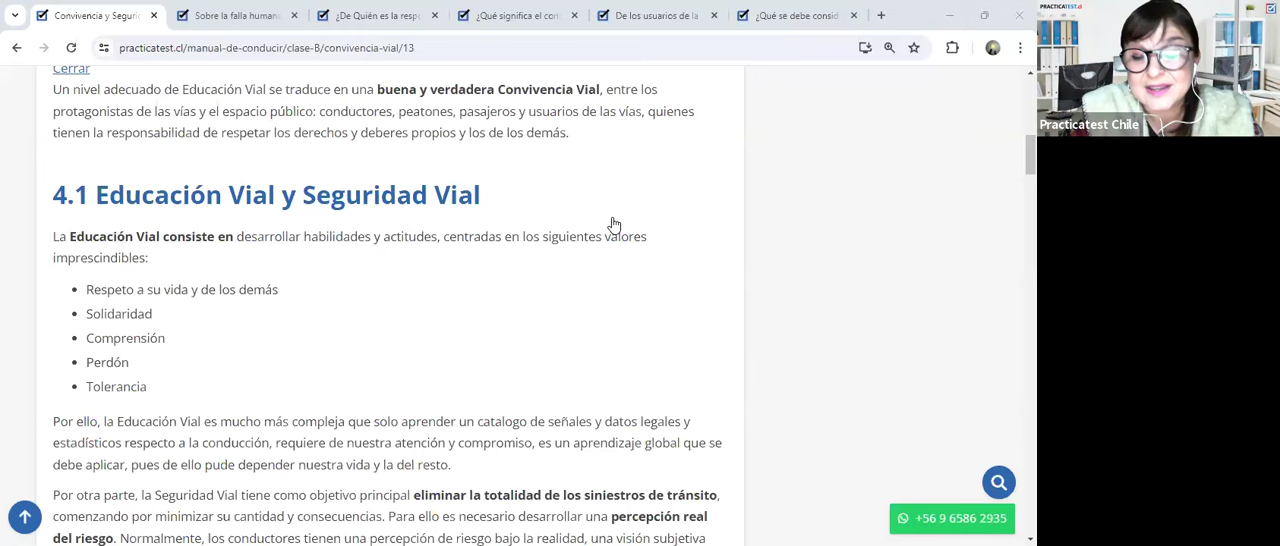 Convivencia y Seguric
Sobre la falla humana
¿De Quién es la resp
¿Qué significa el con
De los usuarios de la
¿Qué se debe consid
practicatest.cl/manual-de-conducir/clase-B/convivencia-vial/13
PRACTICATEST.cl
Practicatest Chile
Cerrar
Un nivel adecuado de Educación Vial se traduce en una buena y verdadera Convivencia Vial, entre los
protagonistas de las vías y el espacio público: conductores, peatones, pasajeros y usuarios de las vías, quienes
tienen la responsabilidad de respetar los derechos y deberes propios y los de los demás.
4.1 Educación Vial y Seguridad Vial
La Educación Vial consiste en desarrollar habilidades y actitudes, centradas en los siguientes valores
imprescindibles:
• Respeto a su vida y de los demás
• Solidaridad
• Comprensión
• Perdón
• Tolerancia
Por ello, la Educación Vial es mucho más compleja que solo aprender un catalogo de señales y datos legales y
estadísticos respecto a la conducción, requiere de nuestra atención y compromiso, es un aprendizaje global que se
debe aplicar, pues de ello pude depender nuestra vida y la del resto.
Por otra parte, la Seguridad Vial tiene como objetivo principal eliminar la totalidad de los siniestros de tránsito,
comenzando por minimizar su cantidad y consecuencias. Para ello es necesario desarrollar una percepción real
del riesgo. Normalmente, los conductores tienen una percepción de riesgo bajo la realidad, una visión subjetiva
+56 9 6586 2935